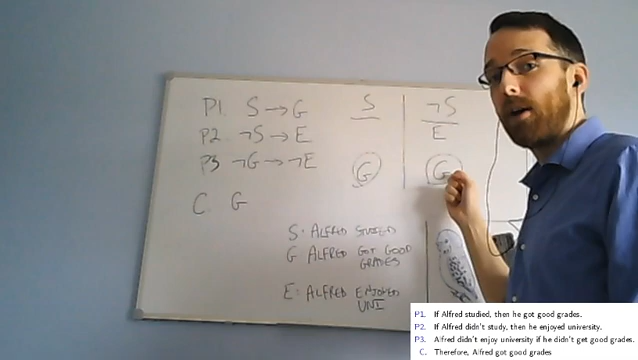 P1. S → G
P2. ¬S → E
P3 ¬G → ¬E
C. G
S
G
¬S
E
G
S: ALFRED STUDIED
G ALFRED GOT GOOD
GRADES
E: ALFRED ENJOYED
UNI
P1. If Alfred studied, then he got good grades.
P2. If Alfred didn't study, then he enjoyed university.
P3. Alfred didn't enjoy university if he didn't get good grades.
C. Therefore, Alfred got good grades